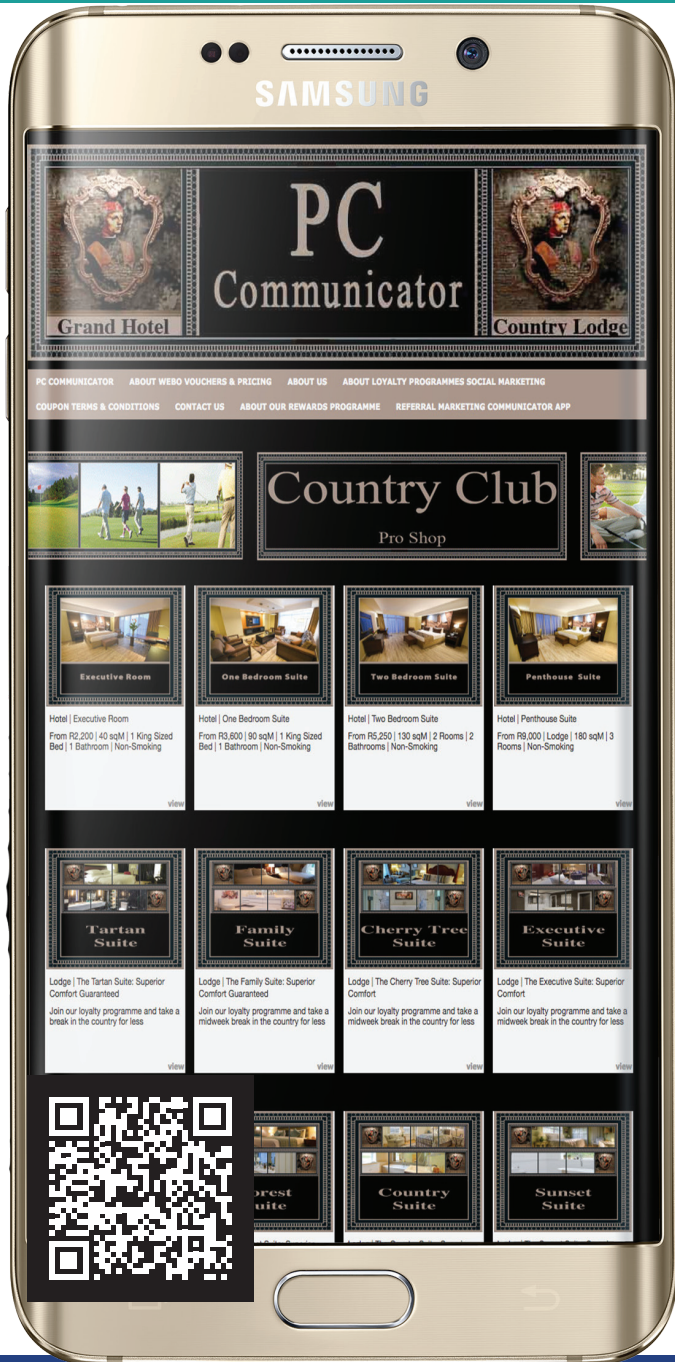 SAMSUNG
PC
Communicator
Grand Hotel
Country Lodge
PC COMMUNICATOR ABOUT WEBO VOUCHERS & PRICING ABOUT US ABOUT LOYALTY PROGRAMMES SOCIAL MARKETING
COUPON TERMS & CONDITIONS CONTACT US ABOUT OUR REWARDS PROGRAMME REFERRAL MARKETING COMMUNICATOR APP
Country Club
Pro Shop
Executive Room
Hotel | Executive Room
From R2,200 | 40 sqM | 1 King Sized
Bed | 1 Bathroom | Non-Smoking
view
One Bedroom Suite
Hotel | One Bedroom Suite
From R3,600 | 90 sqM | 1 King Sized
Bed | 1 Bathroom | Non-Smoking
view
Two Bedroom Suite
Hotel | Two Bedroom Suite
From R5,250 | 130 sqM | 2 Rooms | 2
Bathrooms | Non-Smoking
view
Penthouse Suite
Hotel | Penthouse Suite
From R9,000 | Lodge | 180 sqM | 3
Rooms | Non-Smoking
view
Tartan
Suite
Lodge | The Tartan Suite: Superior
Comfort Guaranteed
Join our loyalty programme and take a
break in the country for less
view
Family
Suite
Lodge | The Family Suite: Superior
Comfort Guaranteed
Join our loyalty programme and take a
midweek break in the country for less
view
Cherry Tree
Suite
Lodge | The Cherry Tree Suite: Superior
Comfort
Join our loyalty programme and take a
midweek break in the country for less
view
Executive
Suite
Lodge | The Executive Suite: Superior
Comfort
Join our loyalty programme and take a
midweek break in the country for less
view
orest
uite
Country
Suite
Sunset
Suite